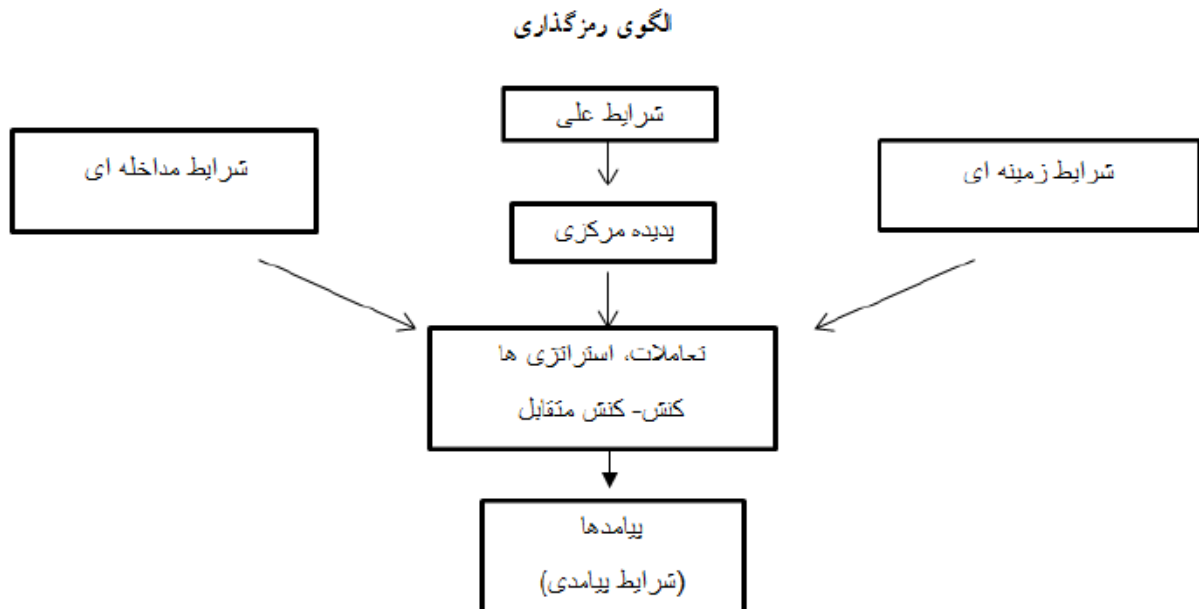 الگوی رمزگذاری
شرایط علی
شرایط زمینه ای
شرایط مداخله ای
پدیده مرکزی
تعاملات، استراتژی ها
کنش- کنش متقابل
پیامدها
(شرایط پیامدی)